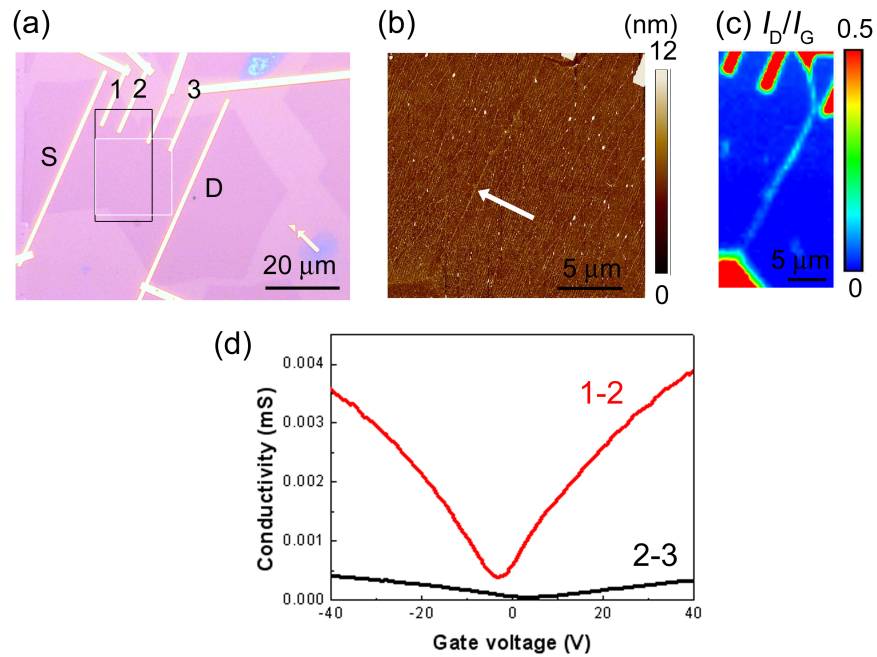 (a)
1 2 3
S
D
20 μm
(b)
(nm)
12
0
5 μm
(c) I_D/I_G
0.5
0
5 μm
(d)
Conductivity (mS)
0.004
0.003
0.002
0.001
0.000
1-2
2-3
-40 -20 0 20 40
Gate voltage (V)